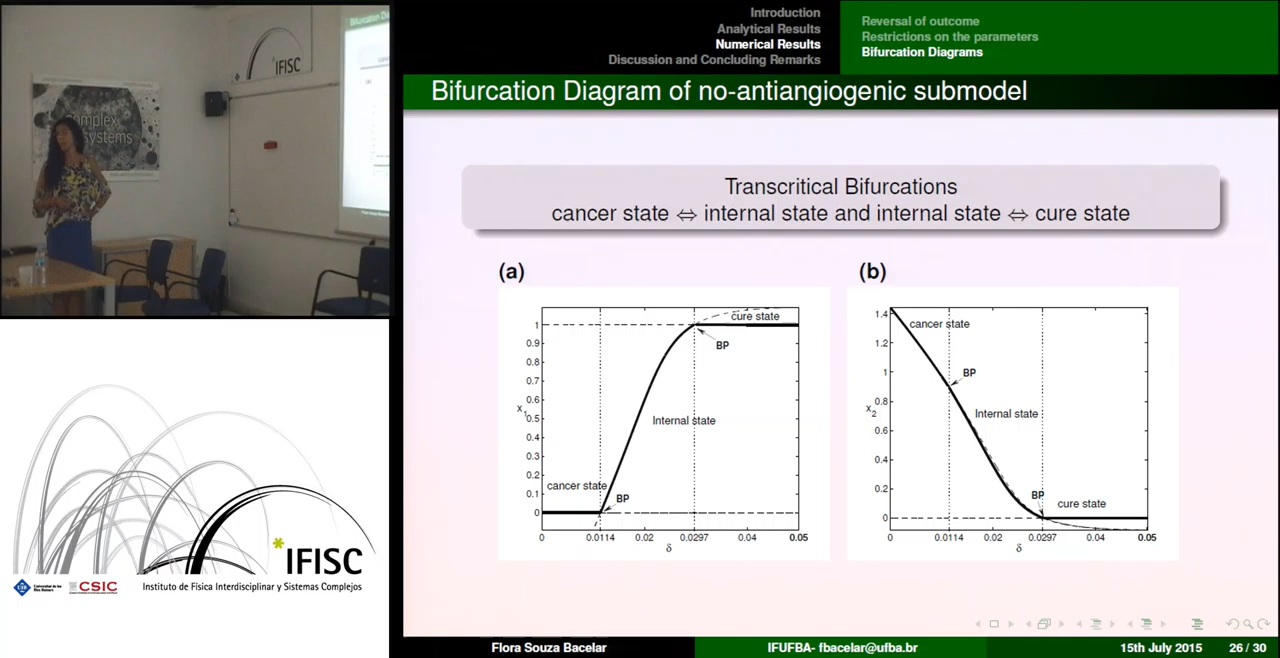 Complex
Systems
IFISC
Introduction
Analytical Results
Numerical Results
Discussion and Concluding Remarks
Reversal of outcome
Restrictions on the parameters
Bifurcation Diagrams
Bifurcation Diagram of no-antiangiogenic submodel
Transcritical Bifurcations
cancer state ⇔ internal state and internal state ⇔ cure state
(a)
1
0.9
0.8
0.7
0.6
0.5
0.4
0.3
0.2
0.1
0
x1
cure state
BP
Internal state
cancer state
BP
0 0.0114 0.02 0.0297 0.04 0.05
δ
(b)
1.4
1.2
1
0.8
0.6
0.4
0.2
0
x2
cancer state
BP
Internal state
BP
cure state
0 0.0114 0.02 0.0297 0.04 0.05
δ
IFISC
CSIC
Instituto de Física Interdisciplinar y Sistemas Complejos
Flora Souza Bacelar IFUFBA- fbacelar@ufba.br 15th July 2015 26 / 30